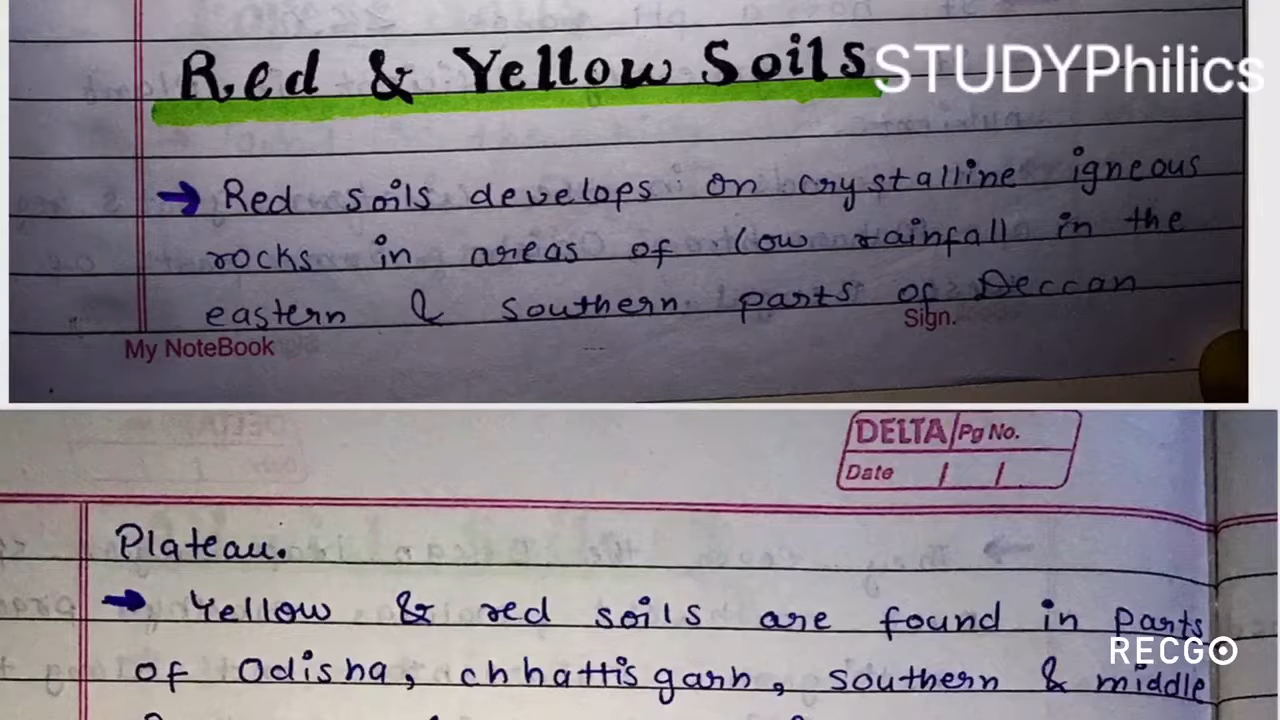 Red & Yellow Soils
STUDYPhilics
→ Red soils develops on crystalline igneous
rocks in areas of low rainfall in the
eastern & southern parts of Deccan
Sign.
My NoteBook
DELTA Pg No.
Date / /
Plateau.
→ Yellow & red soils are found in parts
RECGO
of Odisha, chhattisgarh, southern & middle